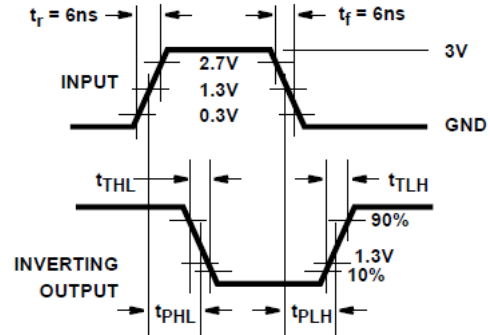 tr = 6ns
tf = 6ns
3V
INPUT
2.7V
1.3V
0.3V
GND
tTHL
tTLH
90%
1.3V
10%
INVERTING
OUTPUT
tPHL
tPLH